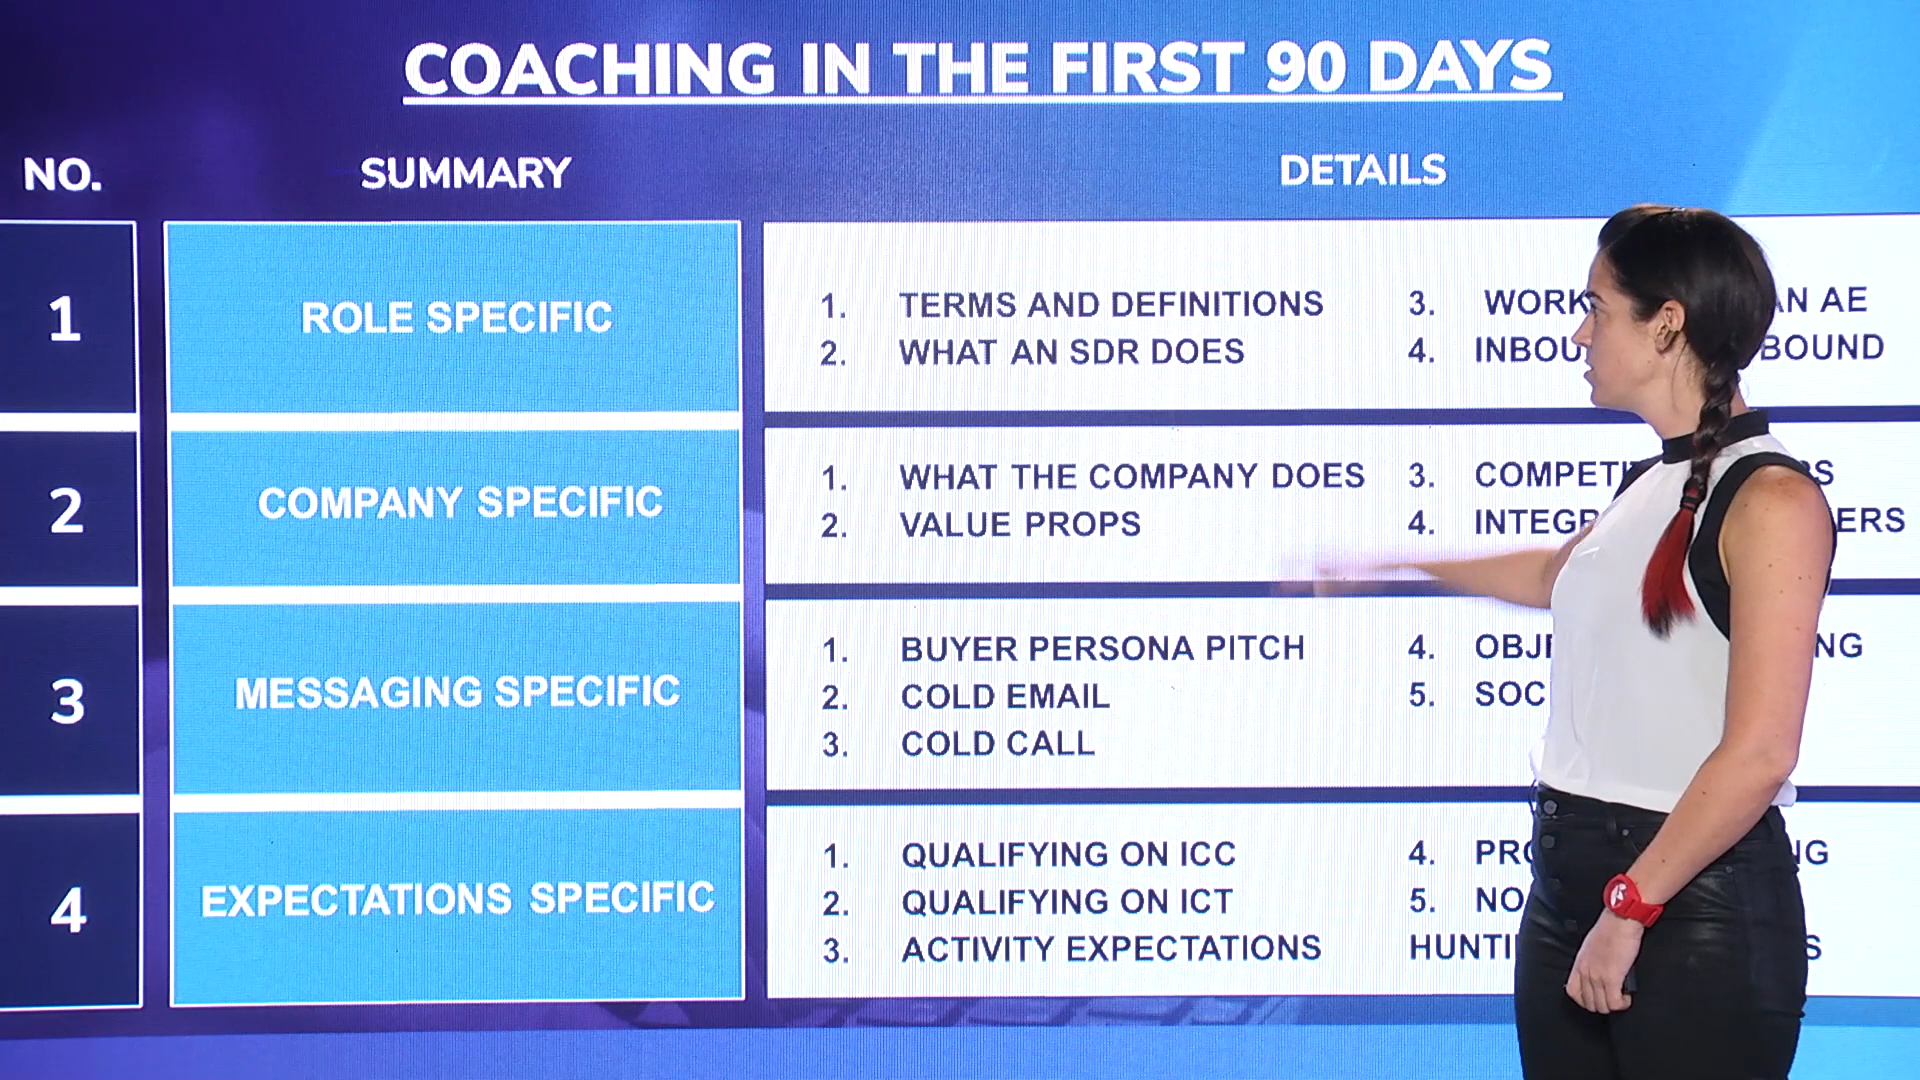 COACHING IN THE FIRST 90 DAYS
NO. SUMMARY DETAILS
1 ROLE SPECIFIC
1. TERMS AND DEFINITIONS 3. AN AE
2. WHAT AN SDR DOES 4.
2 COMPANY SPECIFIC
1. WHAT THE COMPANY DOES 3.
2. VALUE PROPS 4.
3 MESSAGING SPECIFIC
1. BUYER PERSONA PITCH 4.
2. COLD EMAIL 5.
3. COLD CALL
4 EXPECTATIONS SPECIFIC
1. QUALIFYING ON ICC 4.
2. QUALIFYING ON ICT 5.
3. ACTIVITY EXPECTATIONS